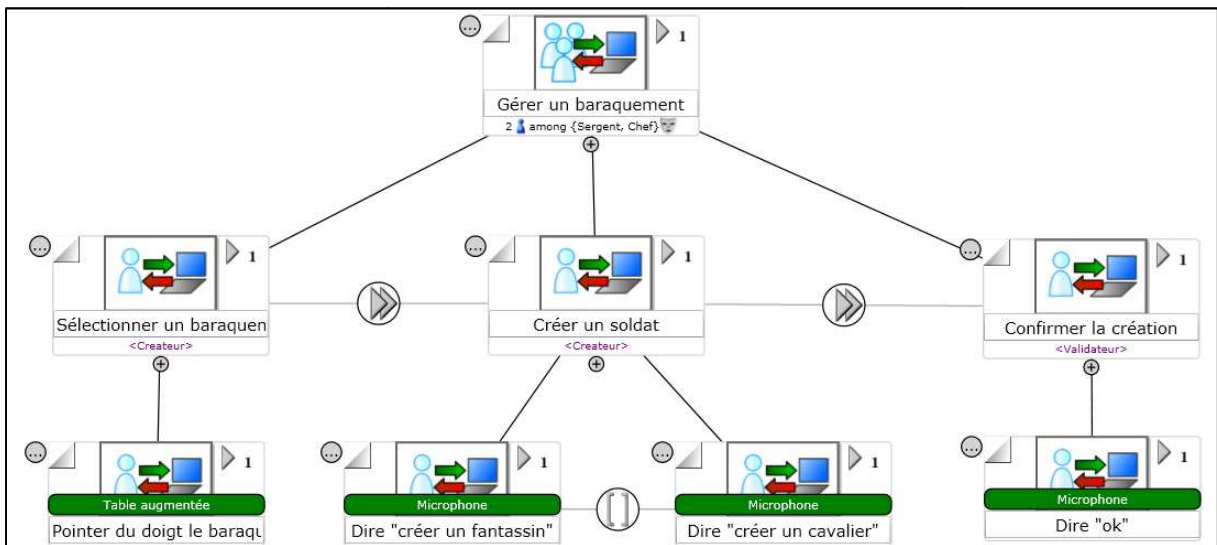 1
Gérer un baraquement
2 among {Sergent, Chef}
1
1
1
Sélectionner un baraquen
Créer un soldat
Confirmer la création
<Createur>
<Createur>
<Validateur>
1
1
1
1
Table augmentée
Microphone
Microphone
Microphone
Pointer du doigt le baraqu
Dire "créer un fantassin"
Dire "créer un cavalier"
Dire "ok"